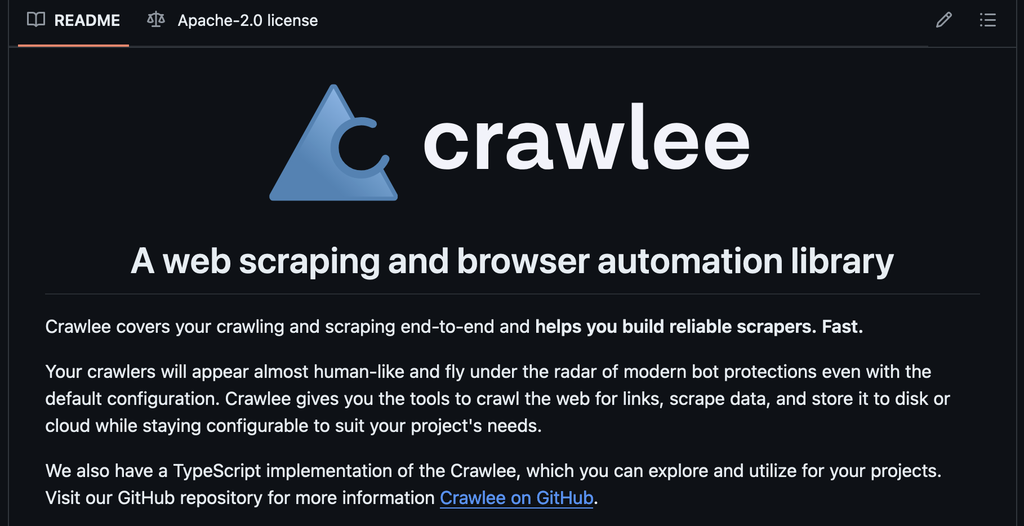 README
Apache-2.0 license
crawlee
A web scraping and browser automation library
Crawlee covers your crawling and scraping end-to-end and helps you build reliable scrapers. Fast.
Your crawlers will appear almost human-like and fly under the radar of modern bot protections even with the
default configuration. Crawlee gives you the tools to crawl the web for links, scrape data, and store it to disk or
cloud while staying configurable to suit your project's needs.
We also have a TypeScript implementation of the Crawlee, which you can explore and utilize for your projects.
Visit our GitHub repository for more information Crawlee on GitHub.